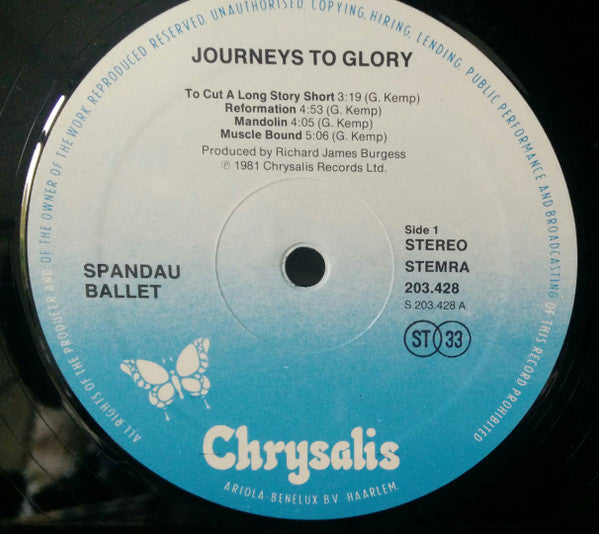 ALL RIGHTS OF THE PRODUCER AND OF THE OWNER OF THE WORK REPRODUCED RESERVED. UNAUTHORISED, COPYING, HIRING, LENDING, PUBLIC PERFORMANCE AND BROADCASTING OF THIS RECORD PROHIBITED
JOURNEYS TO GLORY
To Cut A Long Story Short 3:19 (G. Kemp)
Reformation 4:53 (G. Kemp)
Mandolin 4:05 (G. Kemp)
Muscle Bound 5:06 (G. Kemp)
Produced by Richard James Burgess
℗ 1981 Chrysalis Records Ltd.
Side 1
STEREO
STEMRA
203.428
S 203.428 A
ST 33
SPANDAU
BALLET
Chrysalis
ARIOLA-BENELUX B.V. HAARLEM.